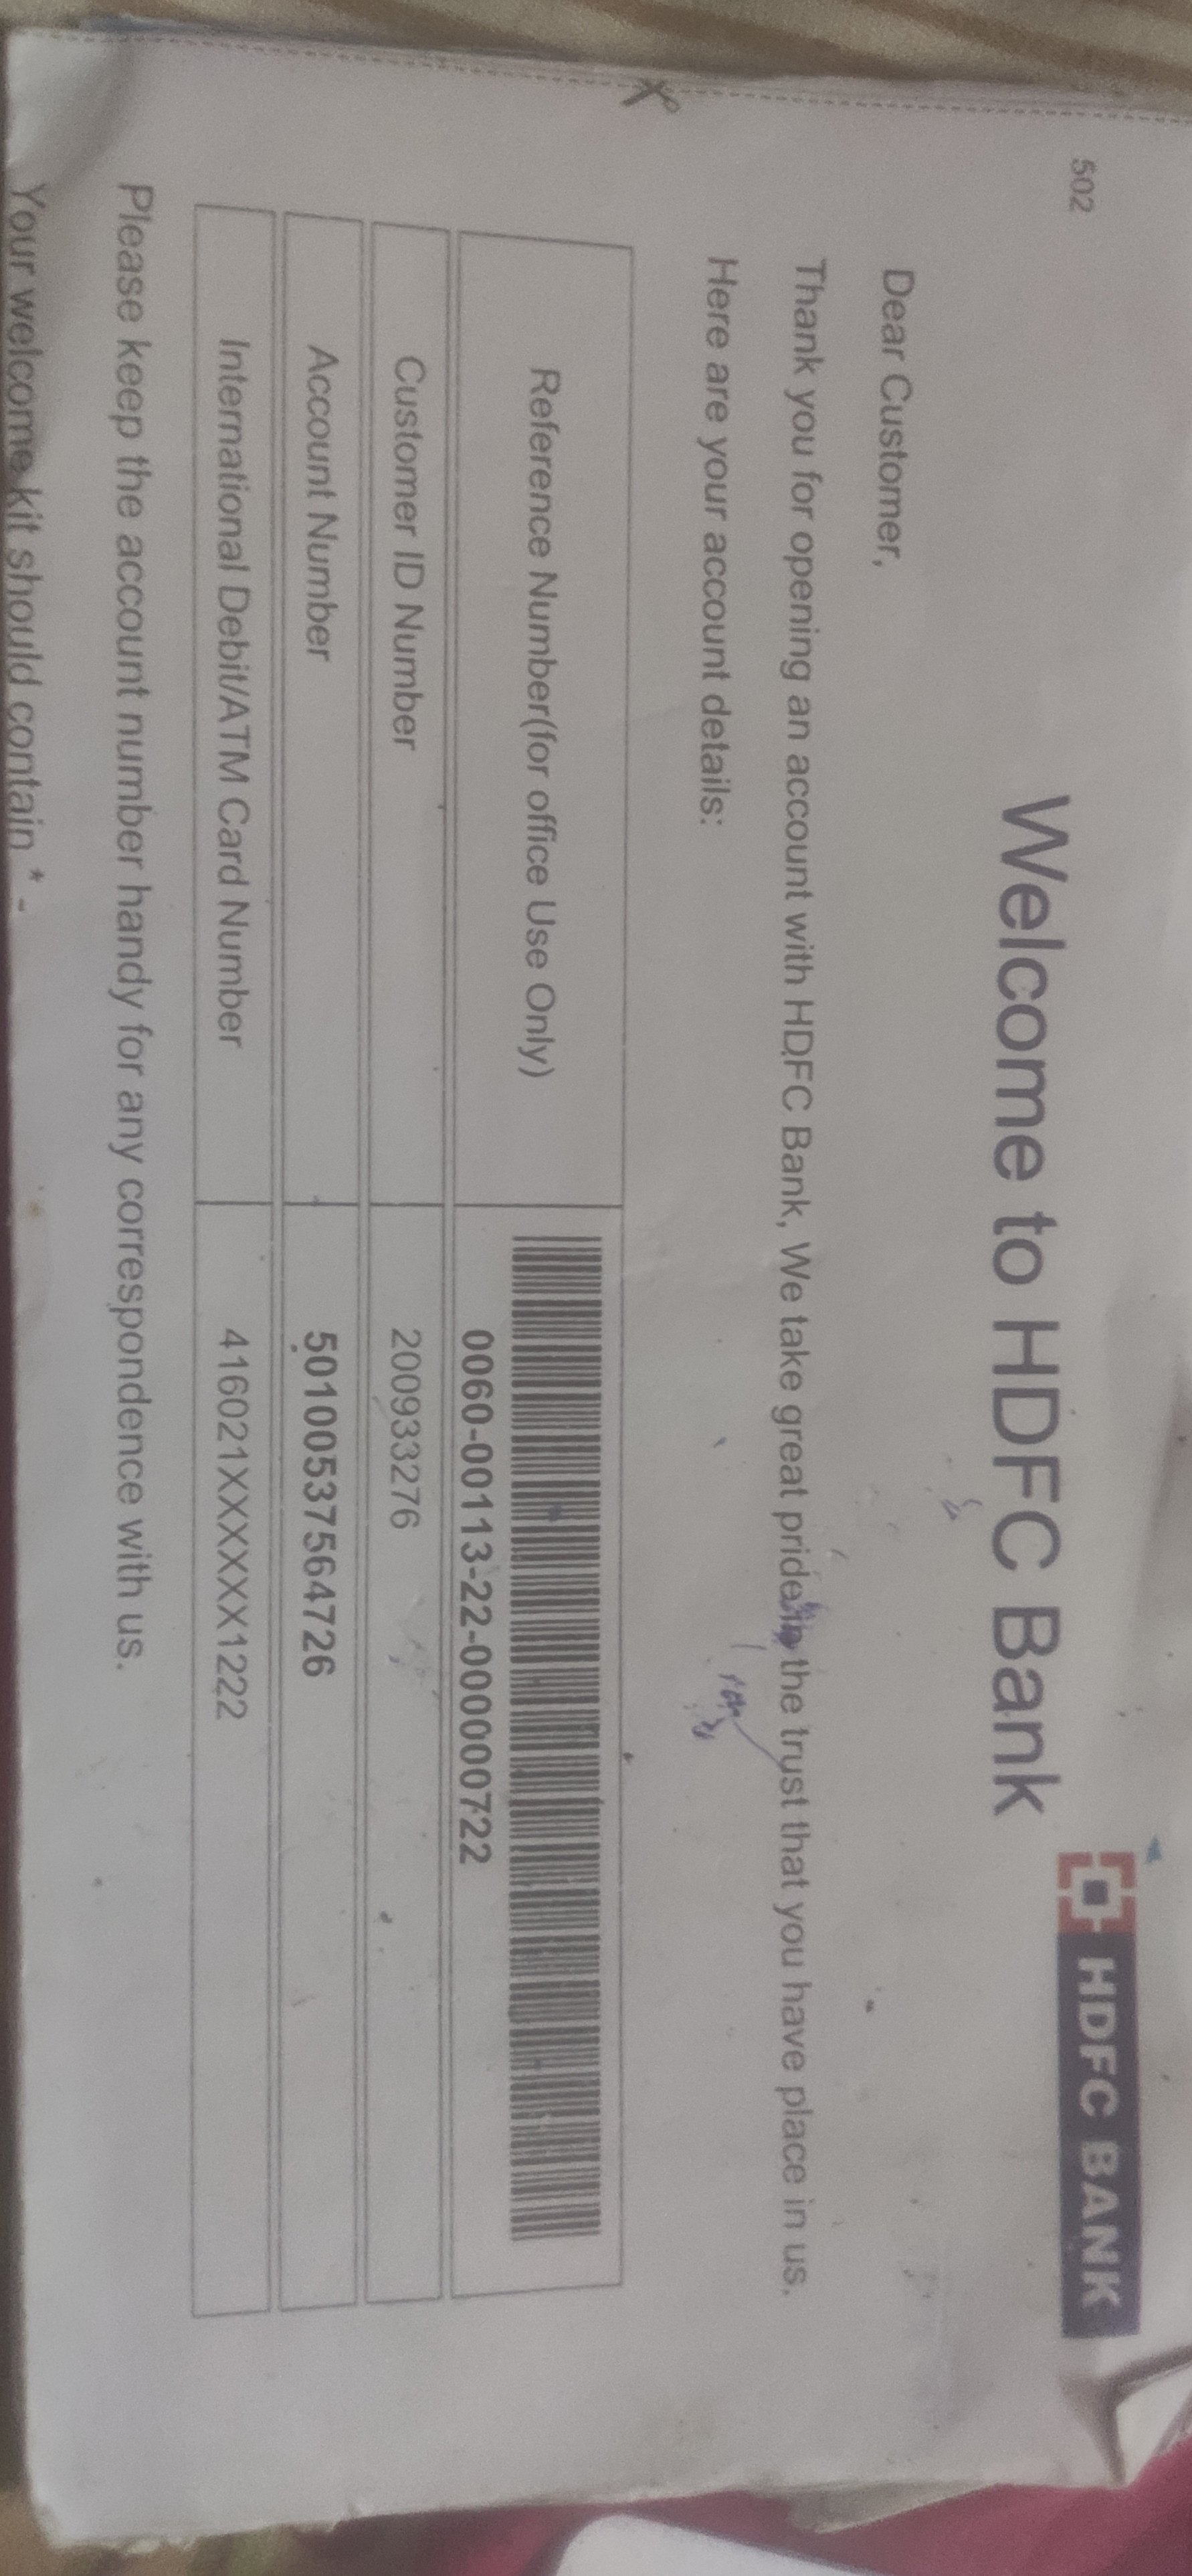 502
Welcome to HDFC Bank
HDFC BANK
Dear Customer,
Thank you for opening an account with HDFC Bank, We take great pride in the trust that you have place in us.
Here are your account details:
Reference Number(for office Use Only) 0060-00113-22-00000722
Customer ID Number 200933276
Account Number 50100537564726
International Debit/ATM Card Number 416021XXXXXX1222
Please keep the account number handy for any correspondence with us.
Your welcome kit should contain * -